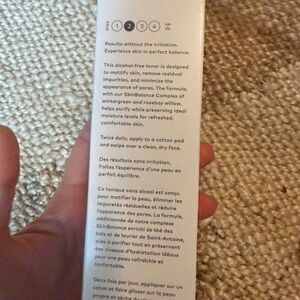 STEP 1 2 3 4 AM PM
Results without the irritation.
Experience skin in perfect balance.
This alcohol-free toner is designed
to mattify skin, remove residual
impurities, and minimize the
appearance of pores. The formula,
with our SkinBalance Complex of
wintergreen and rosebay willow,
helps purify while preserving ideal
moisture levels for refreshed,
comfortable skin.
Twice daily, apply to a cotton pad
and swipe over a clean, dry face.
Des résultats sans irritation.
Faites l'expérience d'une peau en
parfait équilibre.
Ce tonique sans alcool est conçu
pour matifier la peau, éliminer les
impuretés résiduelles et réduire
l'apparence des pores. La formule,
additionnée de notre complexe
SkinBalance enrichi de thé des
bois et de laurier de Saint-Antoine,
aide à purifier tout en préservant
des niveaux d'hydratation idéaux
pour une peau rafraîchie et
confortable.
Deux fois par jour, appliquer sur un
coton et faire glisser sur la peau
propre et sèche du